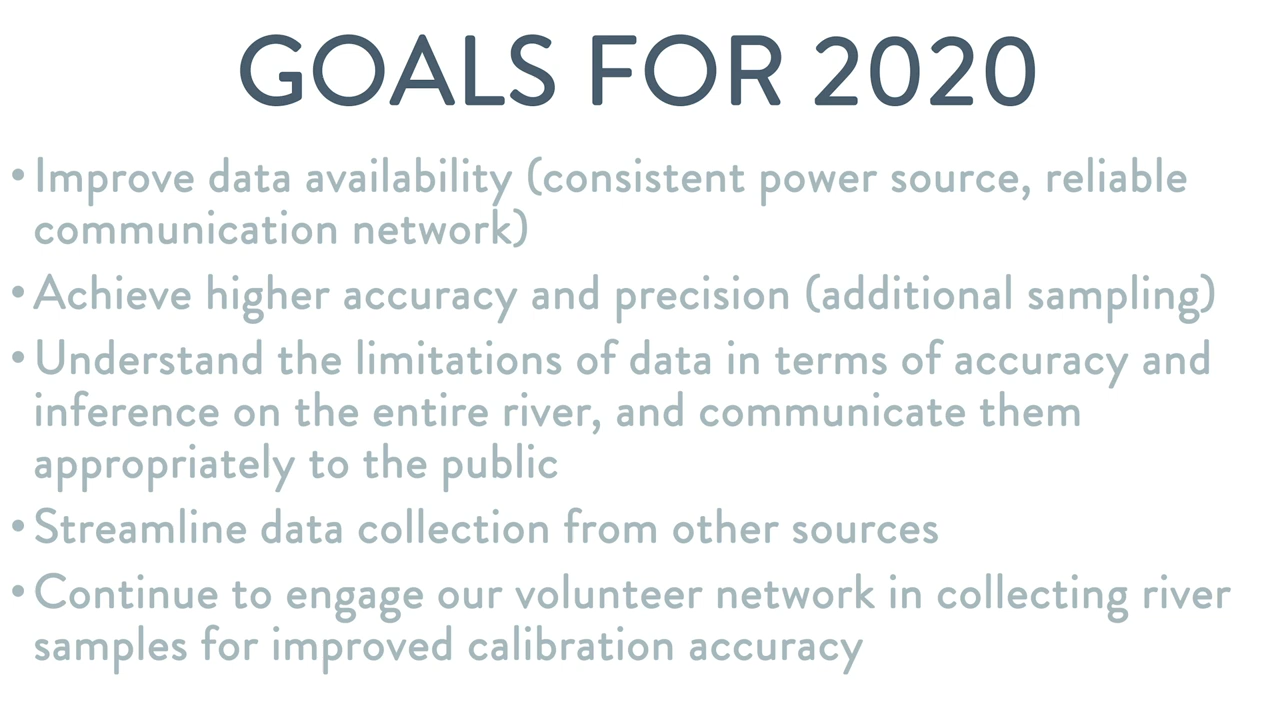 GOALS FOR 2020
• Improve data availability (consistent power source, reliable
communication network)
• Achieve higher accuracy and precision (additional sampling)
• Understand the limitations of data in terms of accuracy and
inference on the entire river, and communicate them
appropriately to the public
• Streamline data collection from other sources
• Continue to engage our volunteer network in collecting river
samples for improved calibration accuracy